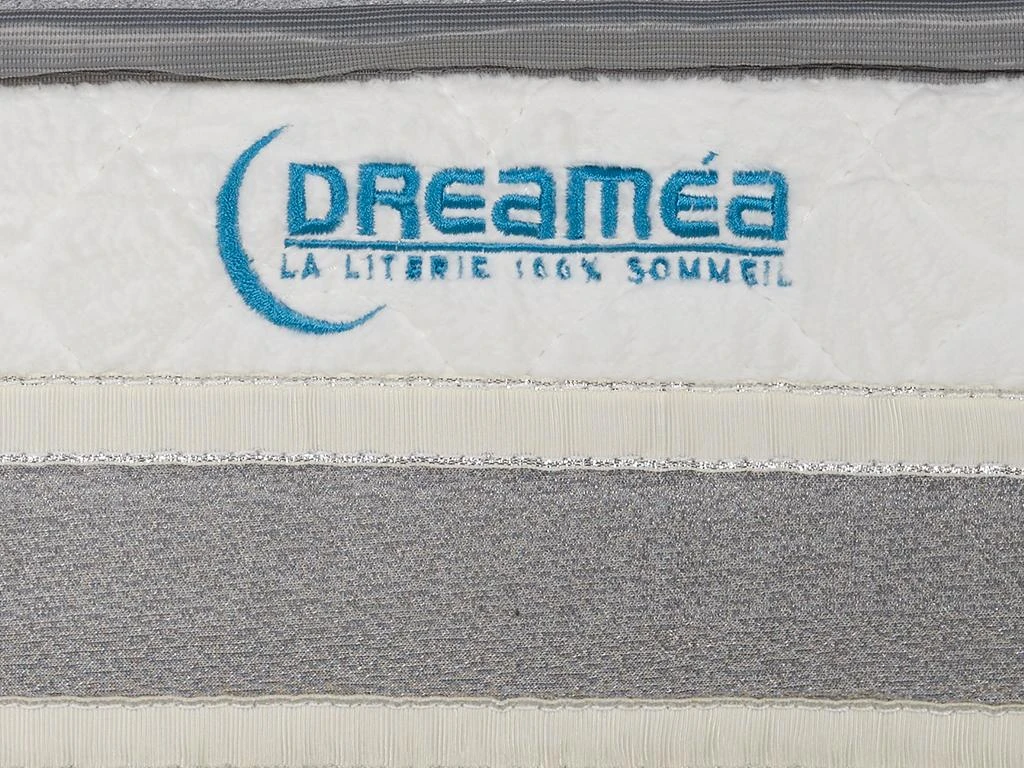 DREAMÉA
LA LITERIE 100% SOMMEIL